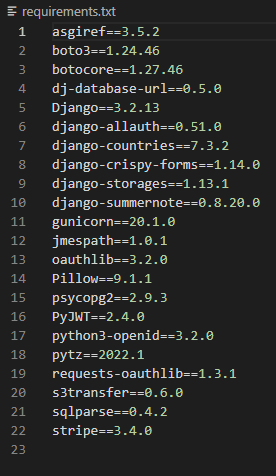 requirements.txt
1 asgiref==3.5.2
2 boto3==1.24.46
3 botocore==1.27.46
4 dj-database-url==0.5.0
5 Django==3.2.13
6 django-allauth==0.51.0
7 django-countries==7.3.2
8 django-crispy-forms==1.14.0
9 django-storages==1.13.1
10 django-summernote==0.8.20.0
11 gunicorn==20.1.0
12 jmespath==1.0.1
13 oauthlib==3.2.0
14 Pillow==9.1.1
15 psycopg2==2.9.3
16 PyJWT==2.4.0
17 python3-openid==3.2.0
18 pytz==2022.1
19 requests-oauthlib==1.3.1
20 s3transfer==0.6.0
21 sqlparse==0.4.2
22 stripe==3.4.0
23